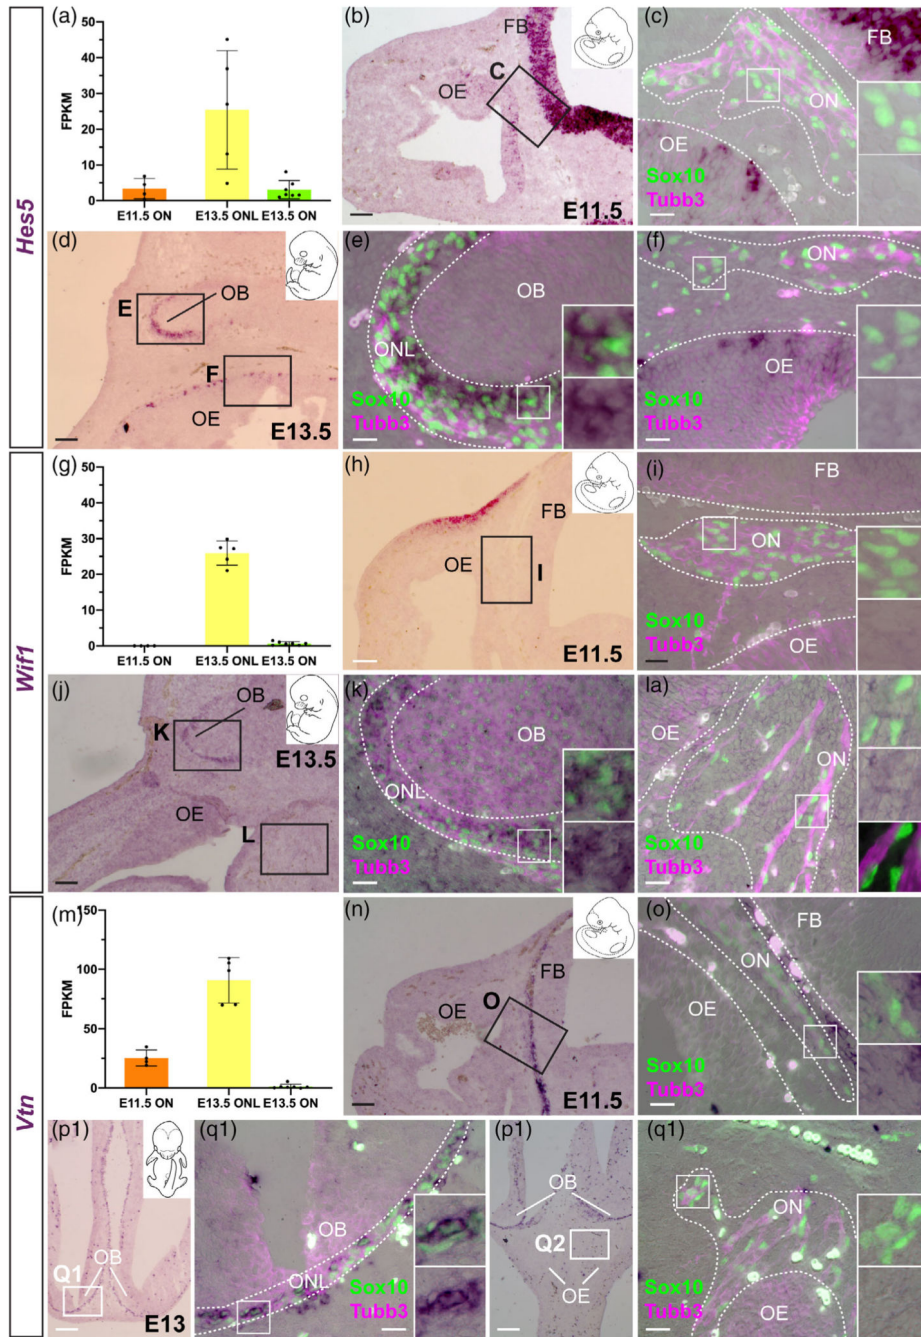 Hes5
(a)
FPKM
50
40
30
20
10
0
E11.5 ON
E13.5 ONL
E13.5 ON
(b)
FB
C
OE
E11.5
(c)
FB
ON
OE
Sox10
Tubb3
(d)
E
OB
F
OE
E13.5
(e)
OB
ONL
Sox10
Tubb3
(f)
ON
OE
Sox10
Tubb3
Wif1
(g)
FPKM
50
40
30
20
10
0
E11.5 ON
E13.5 ONL
E13.5 ON
(h)
FB
OE
I
E11.5
(i)
FB
ON
OE
Sox10
Tubb3
(j)
OB
K
E13.5
OE
L
(k)
OB
ONL
Sox10
Tubb3
(la)
OE
ON
Sox10
Tubb3
Vtn
(m)
FPKM
150
100
50
25
0
E11.5 ON
E13.5 ONL
E13.5 ON
(n)
FB
OE
O
E11.5
(o)
FB
ON
OE
Sox10
Tubb3
(p1)
OB
Q1
E13
(q1)
OB
ONL
Sox10
Tubb3
(p1)
OB
Q2
OE
(q1)
ON
OE
Sox10
Tubb3